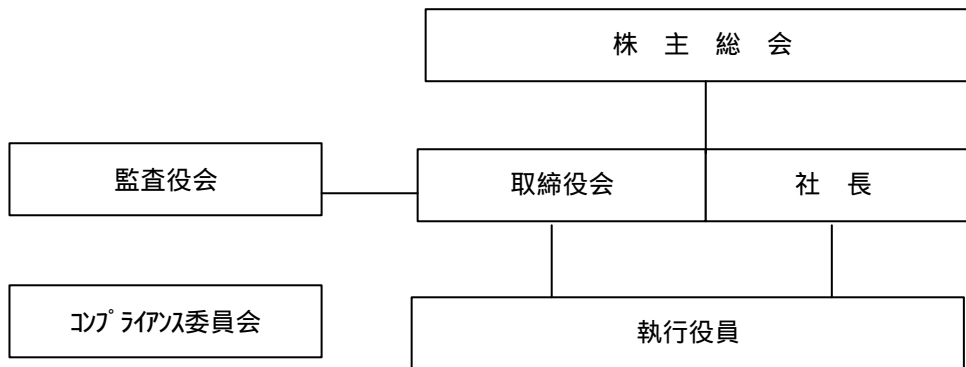 株 主 総 会
監査役会
取締役会
社 長
ｺﾝﾌﾟﾗｲｱﾝｽ委員会
執行役員